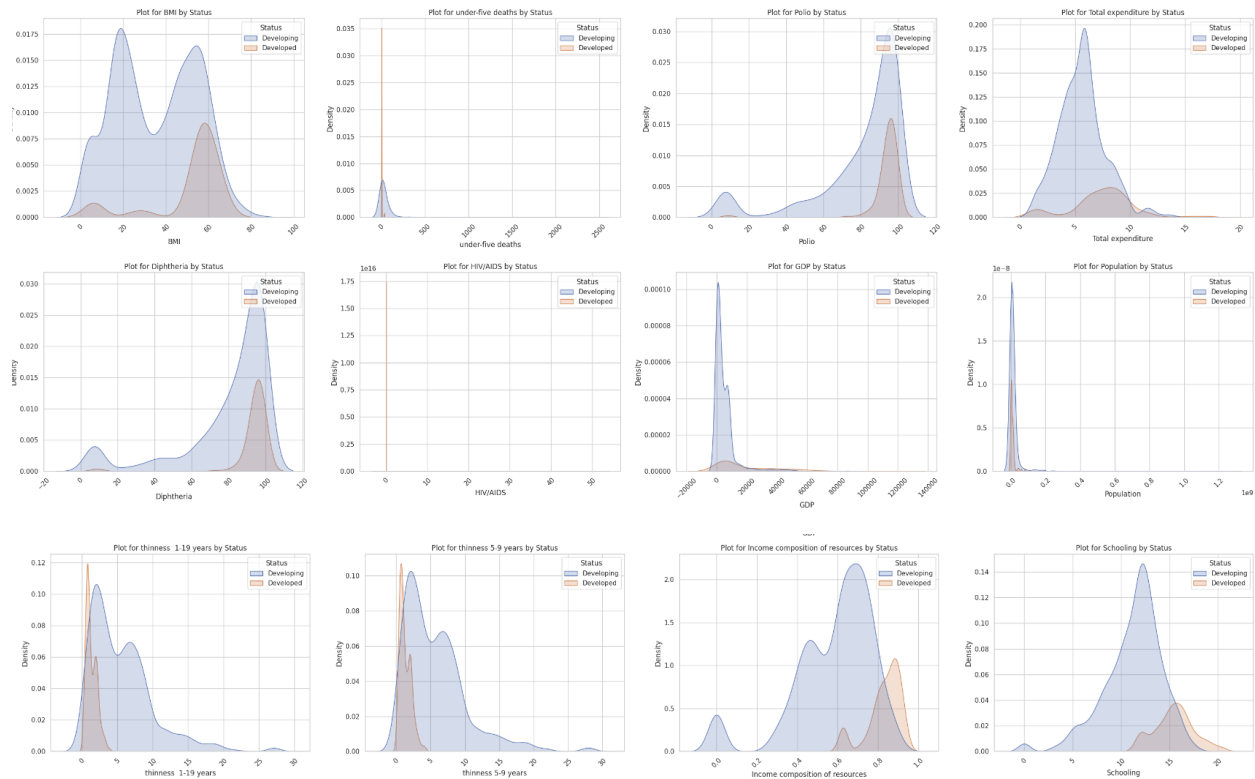 Plot for BMI by Status
Status
Developing
Developed
0.0175
0.0150
0.0125
0.0100
0.0075
0.0050
0.0025
0.0000
0
20
40
60
80
100
BMI
Plot for under-five deaths by Status
Status
Developing
Developed
Density
0.035
0.030
0.025
0.020
0.015
0.010
0.005
0.000
0
500
1000
1500
2000
2500
under-five deaths
Plot for Polio by Status
Status
Developing
Developed
Density
0.030
0.025
0.020
0.015
0.010
0.005
0.000
0
20
40
60
80
100
120
Polio
Plot for Total expenditure by Status
Status
Developing
Developed
Density
0.200
0.175
0.150
0.125
0.100
0.075
0.050
0.025
0.000
0
5
10
15
20
Total expenditure
Plot for Diphtheria by Status
Status
Developing
Developed
Density
0.030
0.025
0.020
0.015
0.010
0.005
0.000
-20
0
20
40
60
80
100
120
Diphtheria
Plot for HIV/AIDS by Status
Status
Developing
Developed
1e16
Density
1.75
1.50
1.25
1.00
0.75
0.50
0.25
0.00
0
10
20
30
40
50
HIV/AIDS
Plot for GDP by Status
Status
Developing
Developed
Density
0.00010
0.00008
0.00006
0.00004
0.00002
0.00000
-20000
0
20000
40000
60000
80000
100000
120000
140000
GDP
Plot for Population by Status
Status
Developing
Developed
1e-8
Density
2.0
1.5
1.0
0.5
0.0
0.0
0.2
0.4
0.6
0.8
1.0
1.2
1e9
Population
Plot for thinness 1-19 years by Status
Status
Developing
Developed
Density
0.12
0.10
0.08
0.06
0.04
0.02
0.00
0
5
10
15
20
25
30
thinness 1-19 years
Plot for thinness 5-9 years by Status
Status
Developing
Developed
Density
0.10
0.08
0.06
0.04
0.02
0.00
0
5
10
15
20
25
30
thinness 5-9 years
Plot for Income composition of resources by Status
Status
Developing
Developed
Density
2.0
1.5
1.0
0.5
0.0
0.0
0.2
0.4
0.6
0.8
1.0
Income composition of resources
Plot for Schooling by Status
Status
Developing
Developed
Density
0.14
0.12
0.10
0.08
0.06
0.04
0.02
0.00
0
5
10
15
20
Schooling